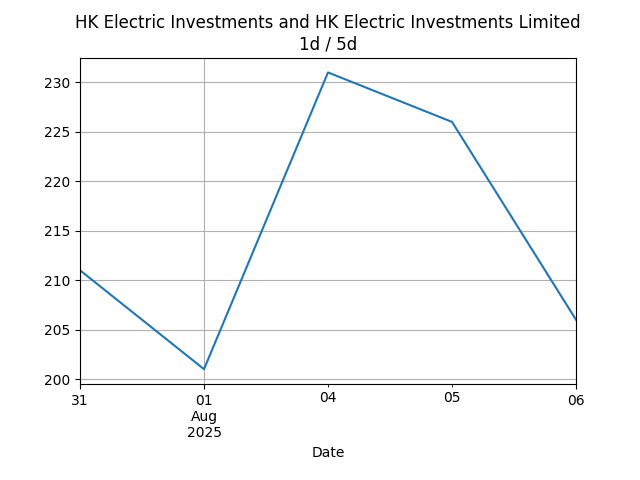 HK Electric Investments and HK Electric Investments Limited
1d / 5d
230
225
220
215
210
205
200
31 01 04 05 06
Aug
2025
Date